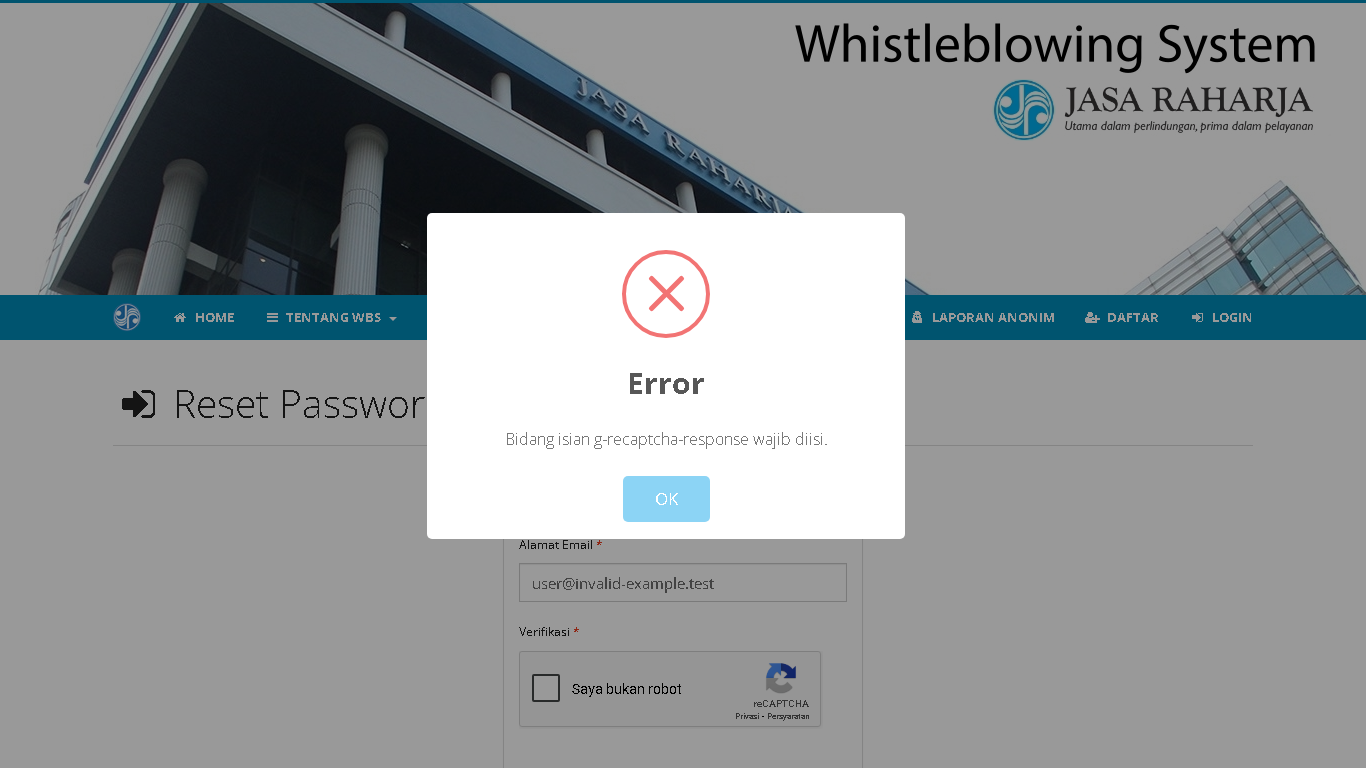 Whistleblowing System
JASA RAHARJA
Utama dalam perlindungan, prima dalam pelayanan
JASA RAHARJA
HOME
TENTANG WBS
LAPORAN ANONIM
DAFTAR
LOGIN
Reset Passwor
Error
Bidang isian g-recaptcha-response wajib diisi.
OK
Alamat Email *
user@invalid-example.test
Verifikasi *
Saya bukan robot
reCAPTCHA
Privasi - Persyaratan